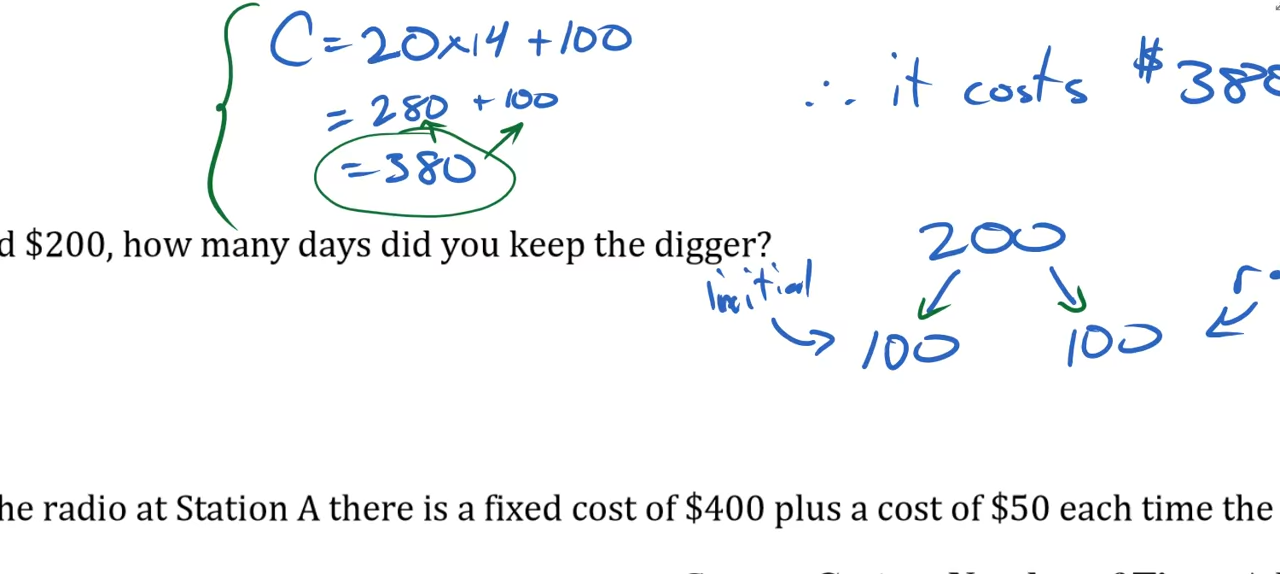 C = 20 × 14 + 100
= 280 + 100
= 380
∴ it costs $380
d $200, how many days did you keep the digger?
200
initial
100 100
he radio at Station A there is a fixed cost of $400 plus a cost of $50 each time the